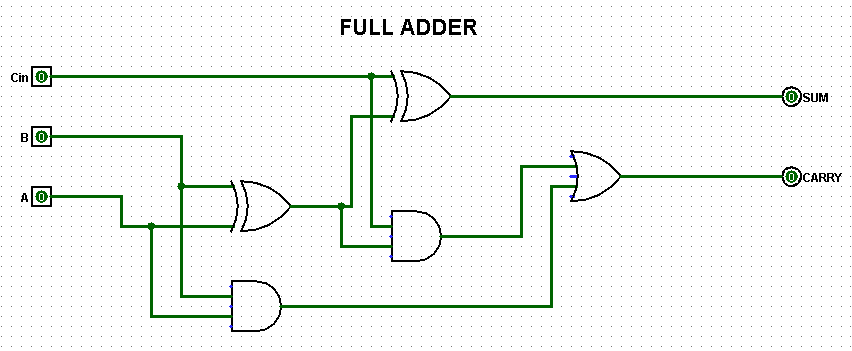 FULL ADDER
Cin 0
0 SUM
B 0
0 CARRY
A 0